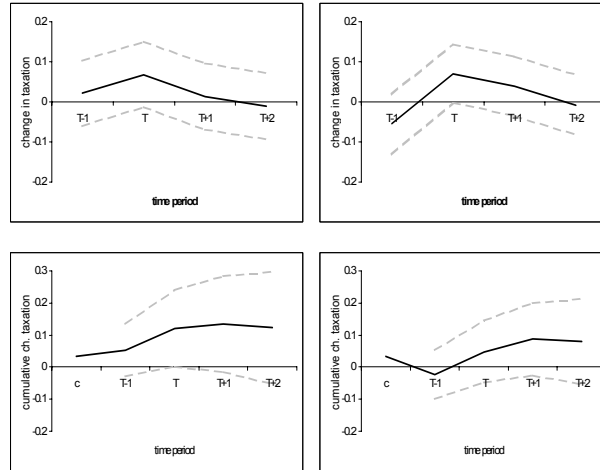 0.2
0.1
0
-0.1
-0.2
change in taxation
T-1 T T+1 T+2
time period
0.2
0.1
0
-0.1
-0.2
change in taxation
T-1 T T+1 T+2
time period
0.3
0.2
0.1
0
-0.1
-0.2
cumulative ch. taxation
c T-1 T T+1 T+2
time period
0.3
0.2
0.1
0
-0.1
-0.2
cumulative ch. taxation
c T-1 T T+1 T+2
time period